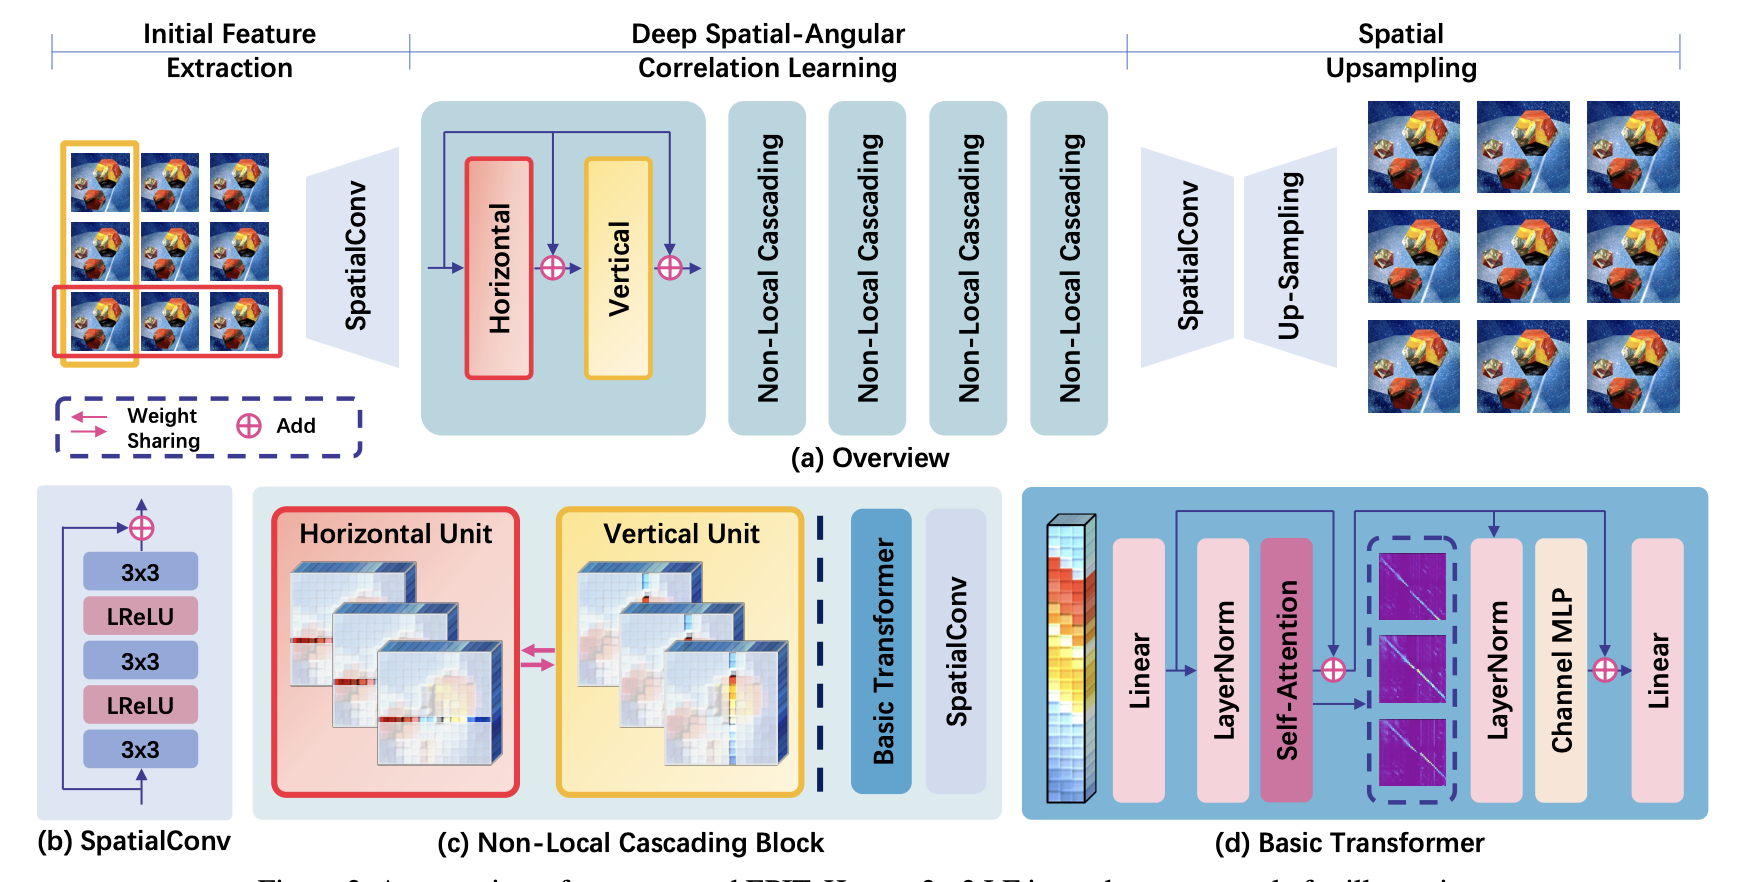 Initial Feature
Extraction
Deep Spatial-Angular
Correlation Learning
Spatial
Upsampling
SpatialConv
Horizontal
Vertical
Non-Local Cascading
Non-Local Cascading
Non-Local Cascading
Non-Local Cascading
SpatialConv
Up-Sampling
Weight
Sharing
Add
(a) Overview
3x3
LReLU
3x3
LReLU
3x3
(b) SpatialConv
Horizontal Unit
Vertical Unit
Basic Transformer
SpatialConv
(c) Non-Local Cascading Block
Linear
LayerNorm
Self-Attention
LayerNorm
Channel MLP
Linear
(d) Basic Transformer